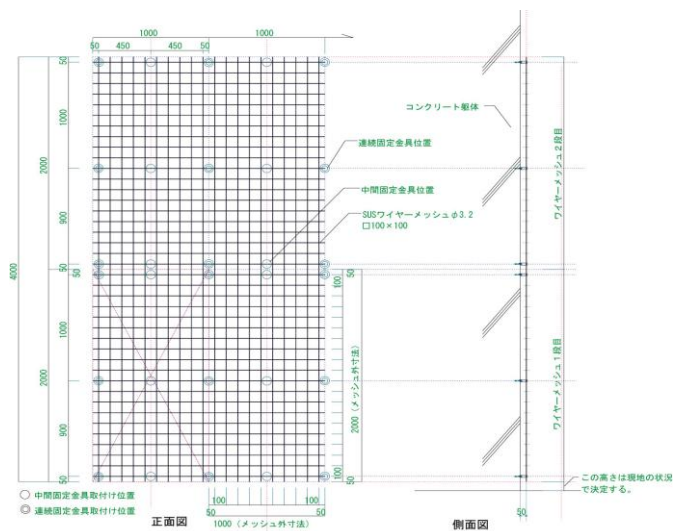 1000
1000
50 450 450 50
50
1000
2000
900
50
4000
50
1000
2000
900
50
コンクリート躯体
連続固定金具位置
中間固定金具位置
SUSワイヤーメッシュφ3.2
□100×100
ワイヤーメッシュ2段目
50
100
2000 (メッシュ外寸法)
100
50
ワイヤーメッシュ1段目
この高さは現地の状況
で決定する。
○ 中間固定金具取付け位置
◎ 連続固定金具取付け位置
100 100
50 50
1000 (メッシュ外寸法)
50
正面図
側面図